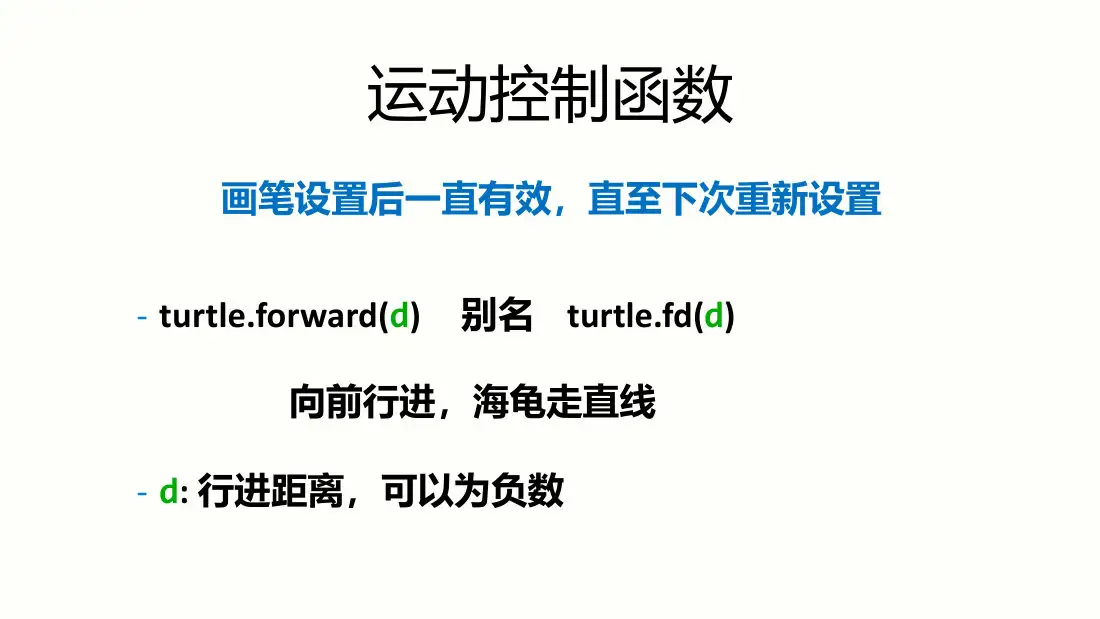 运动控制函数
画笔设置后一直有效，直至下次重新设置
- turtle.forward(d) 别名 turtle.fd(d)
向前行进，海龟走直线
- d: 行进距离，可以为负数